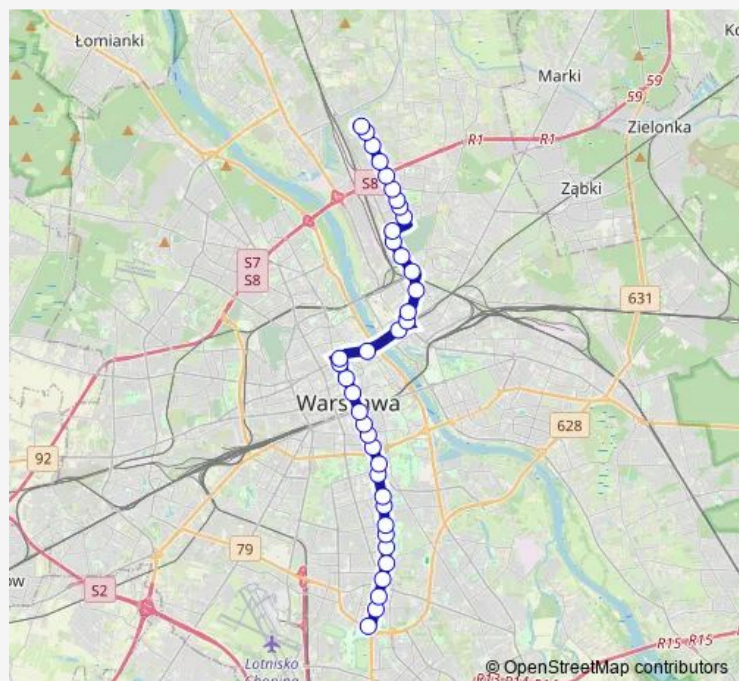 Łomianki
Marki
S9
S9
Zielonka
R1
R1
S8
Ząbki
S7
S8
631
Warszawa
628
92
79
S2
Lotnisko
R15
R15
© OpenStreetMap contributors